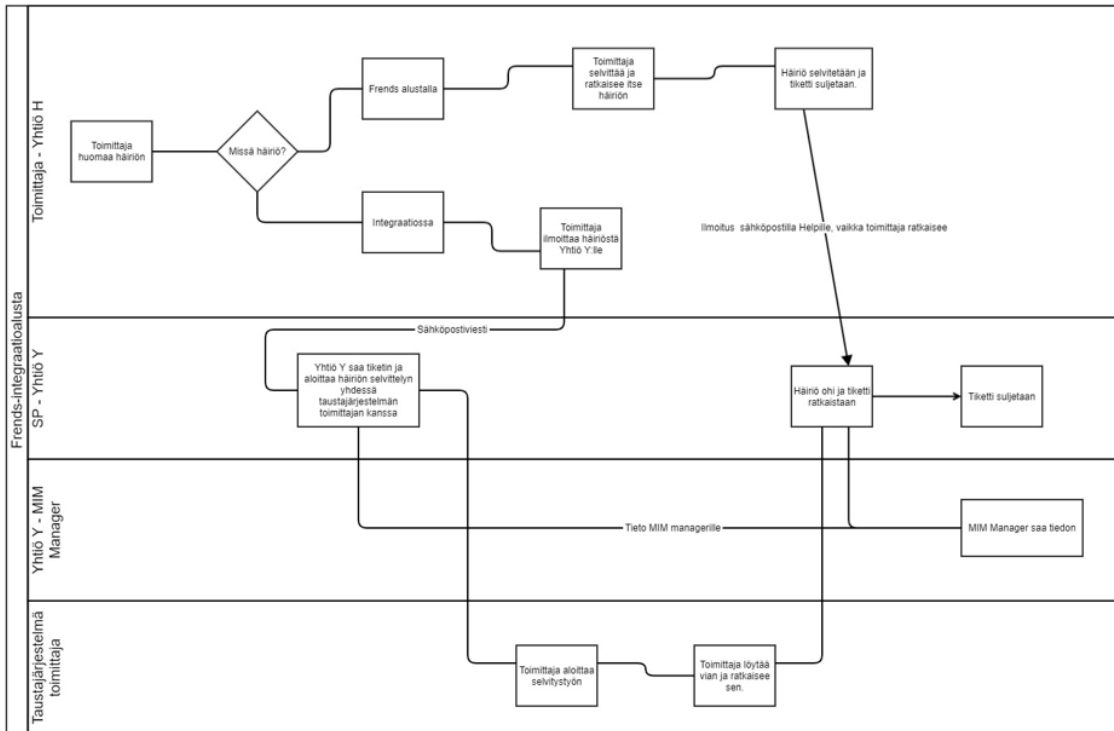 Frends-integraatioalusta
Toimittaja - Yhtiö H
Toimittaja
huomaa häiriön
Missä häiriö?
Frends alustalla
Toimittaja
selvittää ja
ratkaisee itse
häiriön
Häiriö selvitetään ja
tiketti suljetaan.
Integraatiossa
Toimittaja
ilmoittaa häiriöstä
Yhtiö Y:lle
Ilmoitus sähköpostilla Helpille, vaikka toimittaja ratkaisee
SP - Yhtiö Y
Sähköpostiviesti
Yhtiö Y saa tiketin ja
aloittaa häiriön selvittelyn
yhdessä
taustajärjestelmän
toimittajan kanssa
Häiriö ohi ja tiketti
ratkaistaan
Tiketti suljetaan
Yhtiö Y - MIM
Manager
Tieto MIM managerille
MIM Manager saa tiedon
Taustajärjestelmä
toimittaja
Toimittaja aloittaa
selvitystyön
Toimittaja löytää
vian ja ratkaisee
sen.